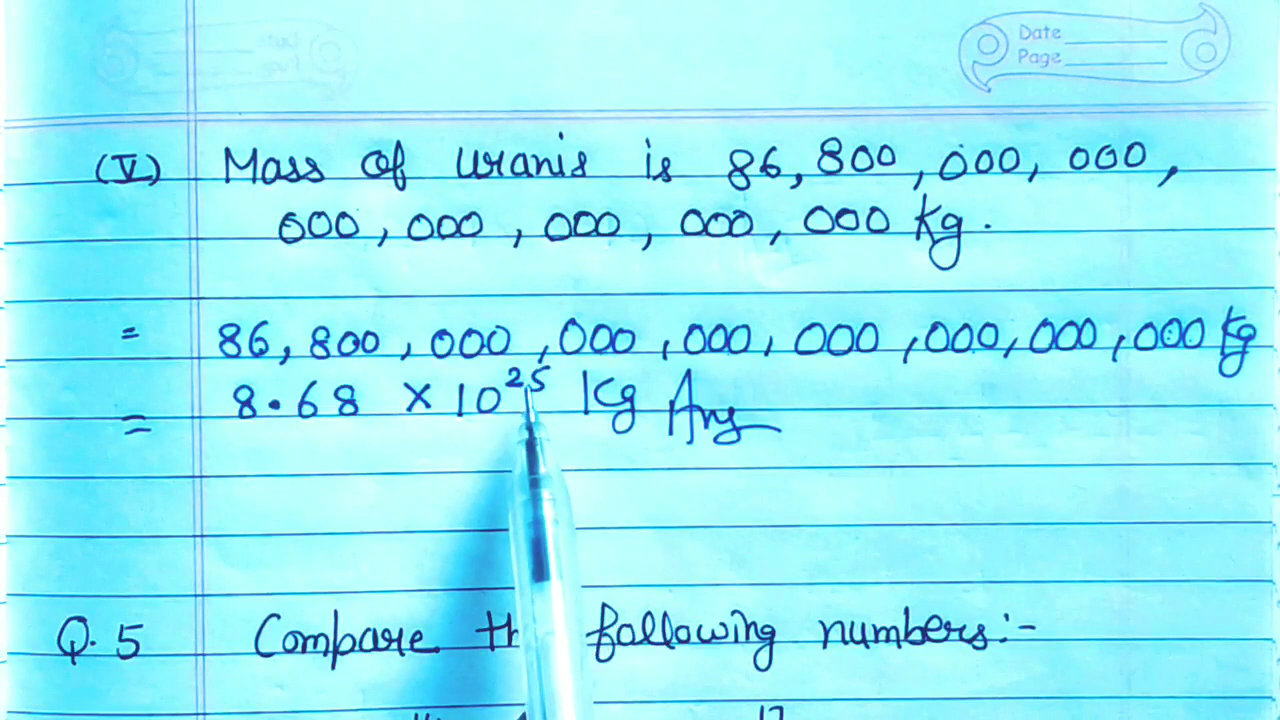 Date
Page
(V) Mass of Uranis is 86,800,000,000,
000,000,000,000,000 kg.
= 86,800,000,000,000,000,000,000,000 kg
= 8.68 × 10²⁵ Kg Ans
Q.5 Compare th following numbers:-